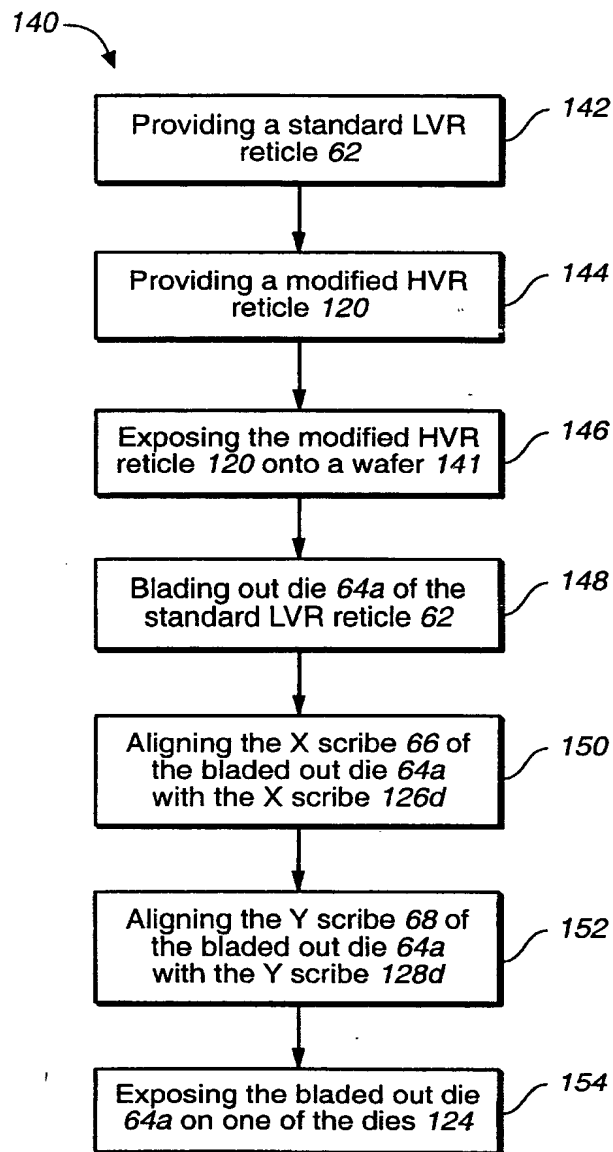 140
Providing a standard LVR
reticle 62
142
Providing a modified HVR
reticle 120
144
Exposing the modified HVR
reticle 120 onto a wafer 141
146
Blading out die 64a of the
standard LVR reticle 62
148
Aligning the X scribe 66 of
the bladed out die 64a
with the X scribe 126d
150
Aligning the Y scribe 68 of
the bladed out die 64a
with the Y scribe 128d
152
Exposing the bladed out die
64a on one of the dies 124
154